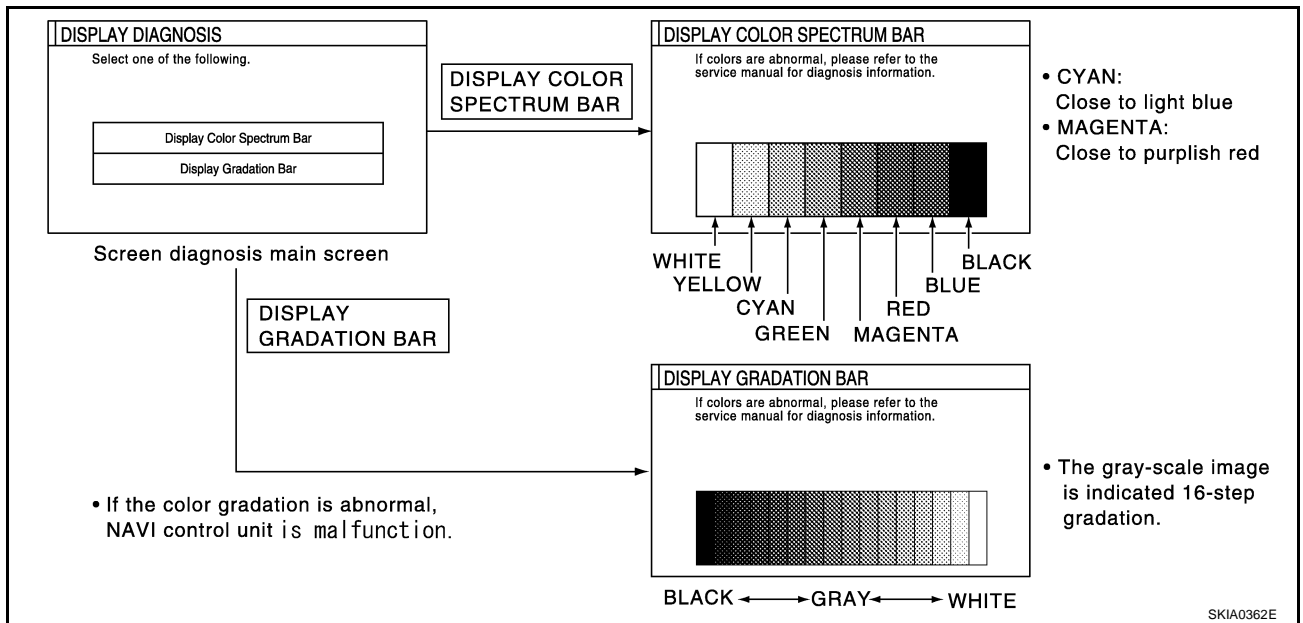 DISPLAY DIAGNOSIS
Select one of the following.
Display Color Spectrum Bar
Display Gradation Bar
Screen diagnosis main screen
DISPLAY COLOR
SPECTRUM BAR
DISPLAY COLOR SPECTRUM BAR
If colors are abnormal, please refer to the
service manual for diagnosis information.
WHITE
YELLOW
CYAN
GREEN
MAGENTA
RED
BLUE
BLACK
• CYAN:
Close to light blue
• MAGENTA:
Close to purplish red
DISPLAY
GRADATION BAR
• If the color gradation is abnormal,
NAVI control unit is malfunction.
DISPLAY GRADATION BAR
If colors are abnormal, please refer to the
service manual for diagnosis information.
BLACK GRAY WHITE
• The gray-scale image
is indicated 16-step
gradation.
SKIA0362E